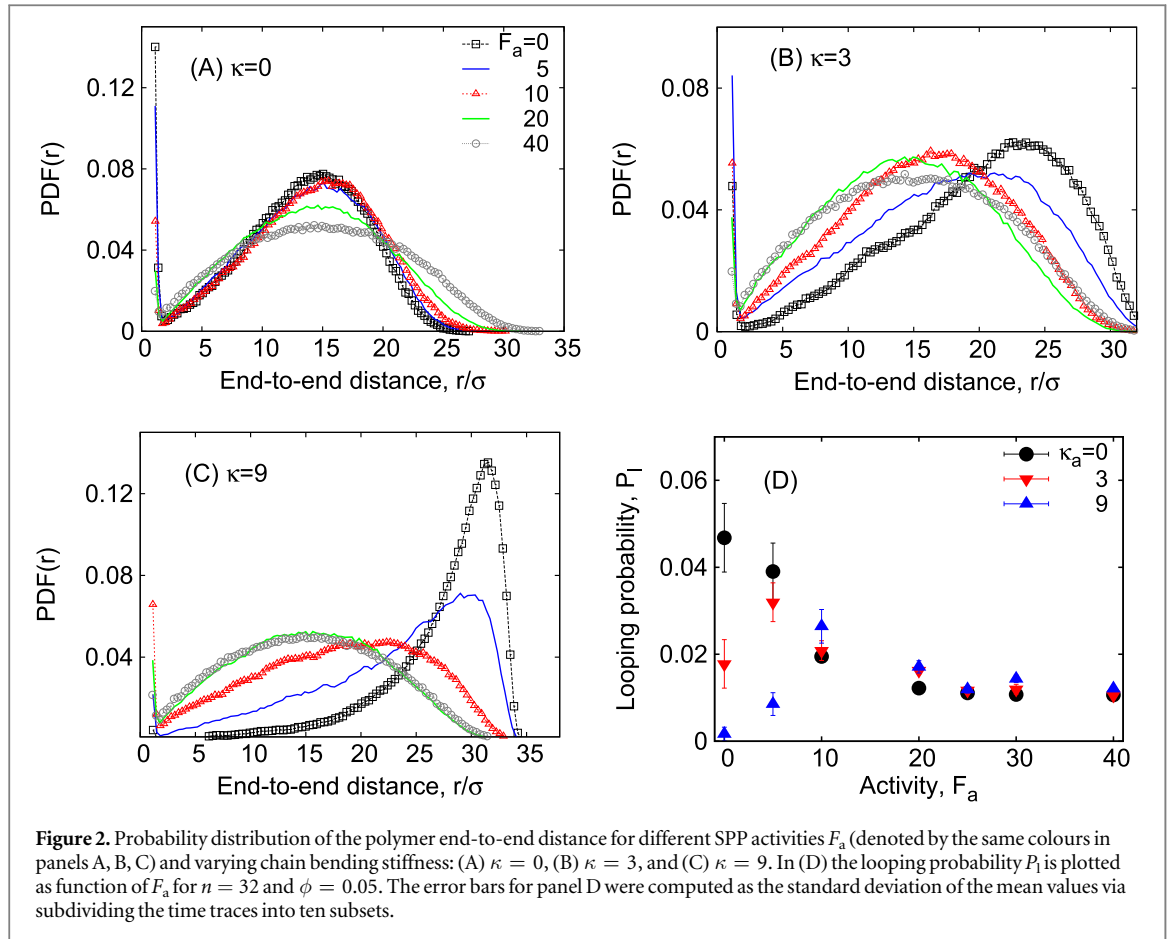 (A) κ=0
F_a=0
5
10
20
40
PDF(r)
0.12
0.08
0.04
0
0 5 10 15 20 25 30 35
End-to-end distance, r/σ
(B) κ=3
PDF(r)
0.08
0.04
0
0 5 10 15 20 25 30
End-to-end distance, r/σ
(C) κ=9
PDF(r)
0.12
0.08
0.04
0 5 10 15 20 25 30 35
End-to-end distance, r/σ
(D)
κ_a=0
3
9
Looping probability, P_l
0.06
0.04
0.02
0
0 10 20 30 40
Activity, F_a
Figure 2. Probability distribution of the polymer end-to-end distance for different SPP activities F_a (denoted by the same colours in
panels A, B, C) and varying chain bending stiffness: (A) κ = 0, (B) κ = 3, and (C) κ = 9. In (D) the looping probability P_l is plotted
as function of F_a for n = 32 and ϕ = 0.05. The error bars for panel D were computed as the standard deviation of the mean values via
subdividing the time traces into ten subsets.